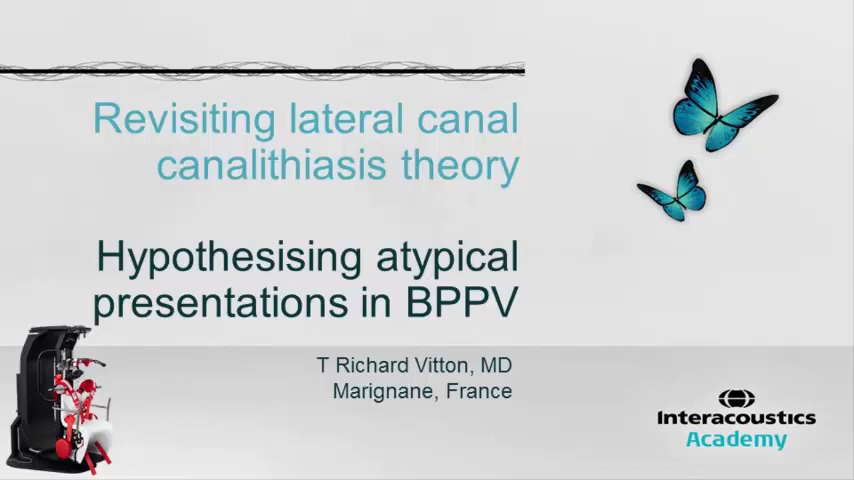 Revisiting lateral canal
canalithiasis theory
Hypothesising atypical
presentations in BPPV
T Richard Vitton, MD
Marignane, France
Interacoustics
Academy